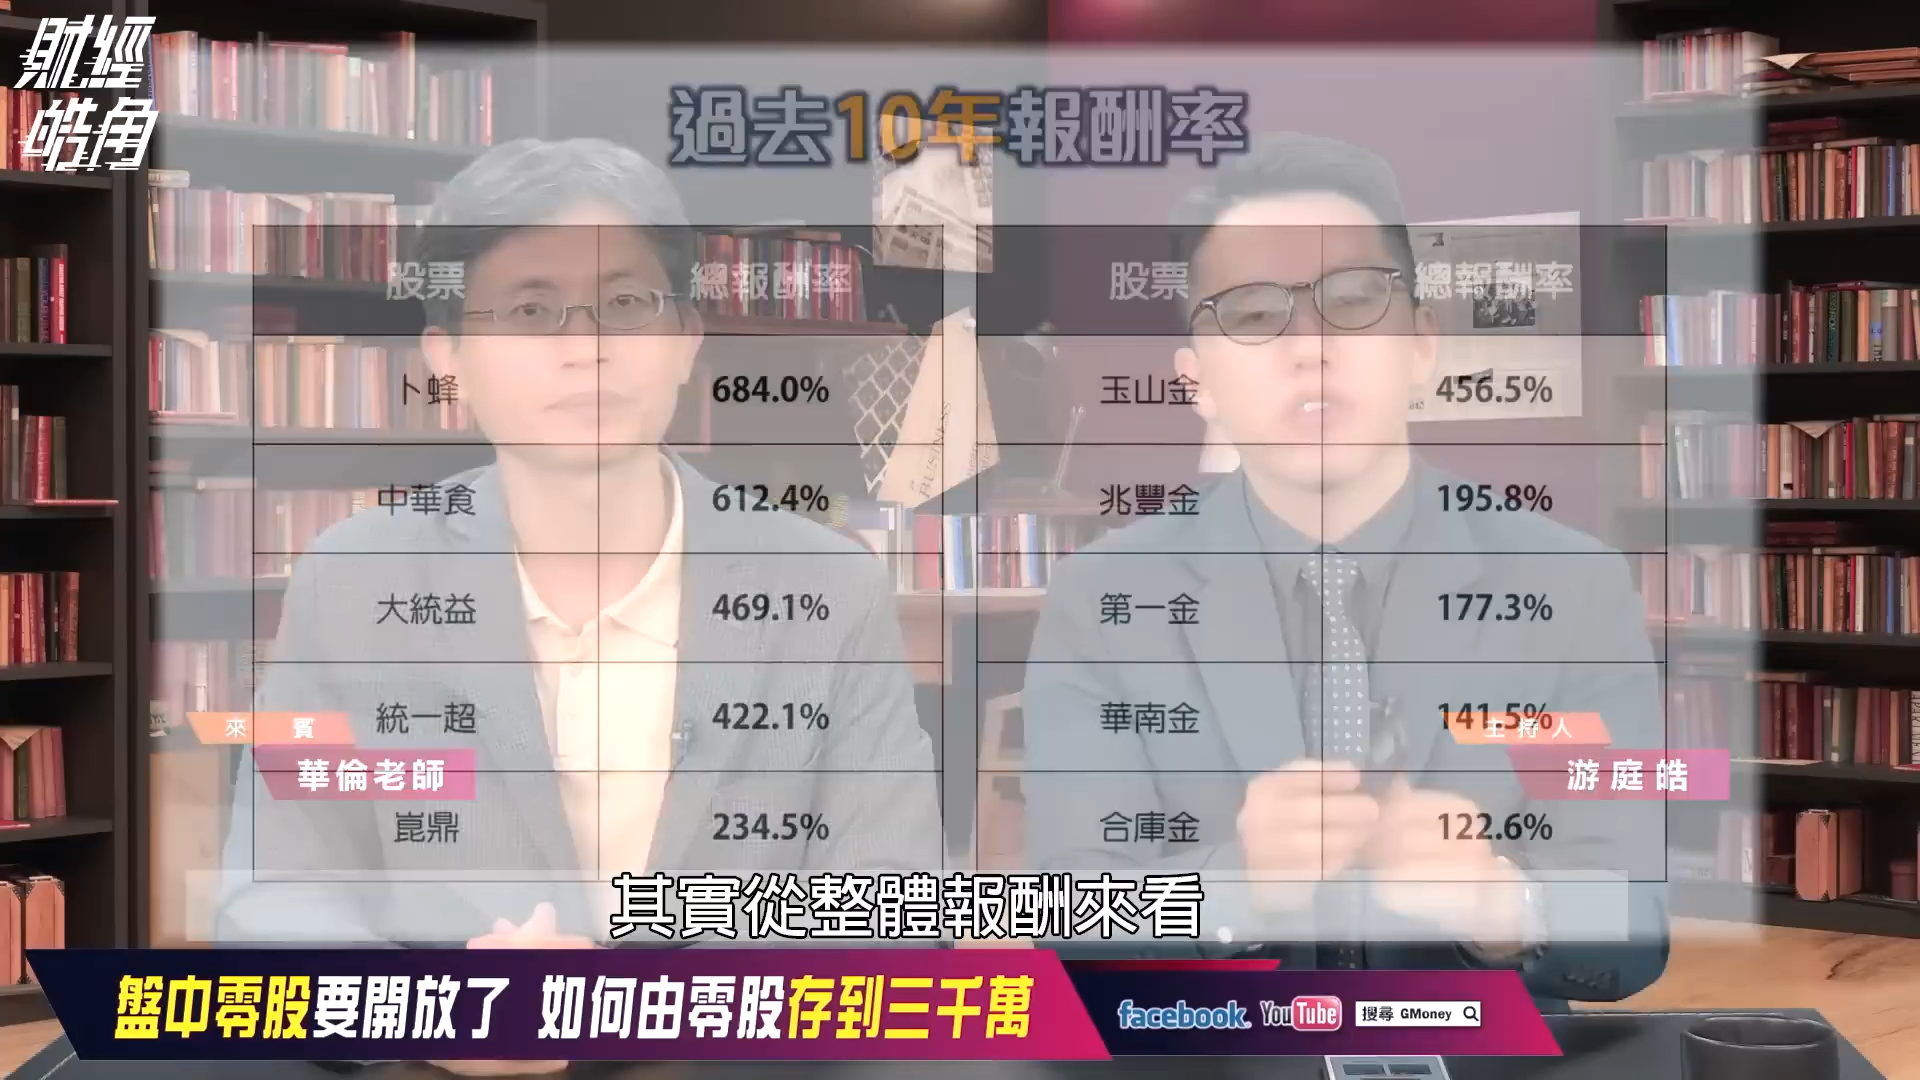 財經
皓角
過去10年報酬率
股票 總報酬率 股票 總報酬率
卜蜂 684.0% 玉山金 456.5%
中華食 612.4% 兆豐金 195.8%
大統益 469.1% 第一金 177.3%
統一超 422.1% 華南金 141.5%
崑鼎 234.5% 合庫金 122.6%
來賓
華倫老師
主持人
游庭皓
BUSINESS
其實從整體報酬來看
盤中零股要開放了 如何由零股存到三千萬
facebook. YouTube 搜尋 GMoney